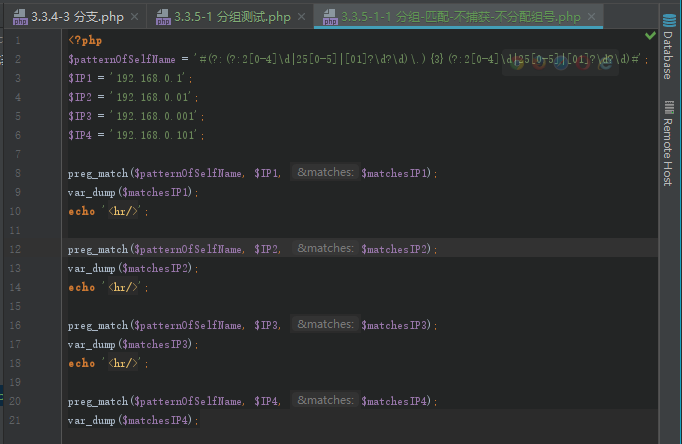 3.3.4-3 分支.php
3.3.5-1 分组测试.php
3.3.5-1-1 分组-匹配-不捕获-不分配组号.php
1 <?php
2 $patternOfSelfName = '#(?:(?:2[0-4]\d|25[0-5]|[01]?\d?\d)\.){3}(?:2[0-4]\d|25[0-5]|[01]?\d?\d)#';
3 $IP1 = '192.168.0.1';
4 $IP2 = '192.168.0.01';
5 $IP3 = '192.168.0.001';
6 $IP4 = '192.168.0.101';
7
8 preg_match($patternOfSelfName, $IP1, &matches: $matchesIP1);
9 var_dump($matchesIP1);
10 echo '<hr/>';
11
12 preg_match($patternOfSelfName, $IP2, &matches: $matchesIP2);
13 var_dump($matchesIP2);
14 echo '<hr/>';
15
16 preg_match($patternOfSelfName, $IP3, &matches: $matchesIP3);
17 var_dump($matchesIP3);
18 echo '<hr/>';
19
20 preg_match($patternOfSelfName, $IP4, &matches: $matchesIP4);
21 var_dump($matchesIP4);
Database
Remote Host